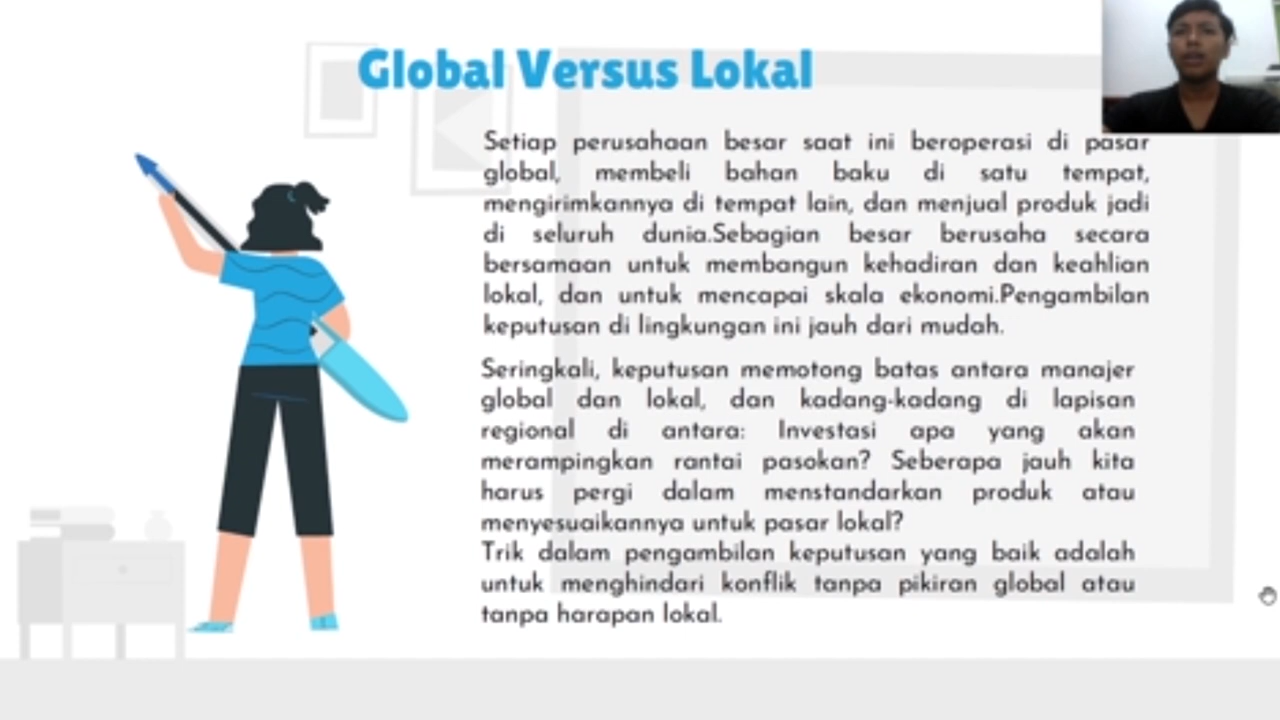 Global Versus Lokal
Setiap perusahaan besar saat ini beroperasi di pasar
global, membeli bahan baku di satu tempat,
mengirimkannya di tempat lain, dan menjual produk jadi
di seluruh dunia.Sebagian besar berusaha secara
bersamaan untuk membangun kehadiran dan keahlian
lokal, dan untuk mencapai skala ekonomi.Pengambilan
keputusan di lingkungan ini jauh dari mudah.
Seringkali, keputusan memotong batas antara manajer
global dan lokal, dan kadang-kadang di lapisan
regional di antara: Investasi apa yang akan
merampingkan rantai pasokan? Seberapa jauh kita
harus pergi dalam menstandarkan produk atau
menyesuaikannya untuk pasar lokal?
Trik dalam pengambilan keputusan yang baik adalah
untuk menghindari konflik tanpa pikiran global atau
tanpa harapan lokal.